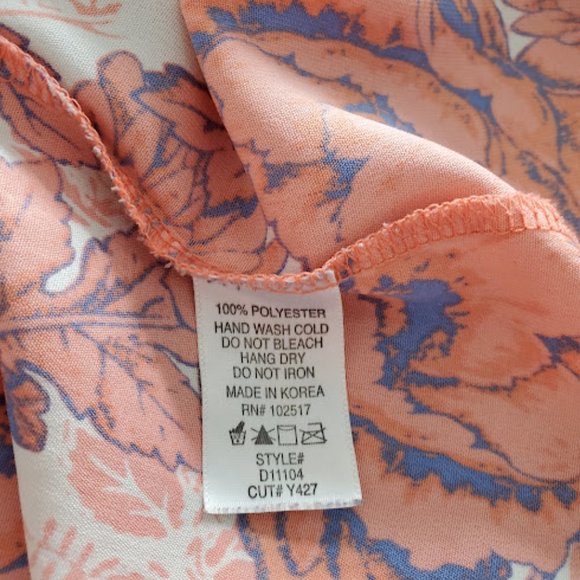 100% POLYESTER
HAND WASH COLD
DO NOT BLEACH
HANG DRY
DO NOT IRON
MADE IN KOREA
RN# 102517
STYLE#
D11104
CUT# Y427